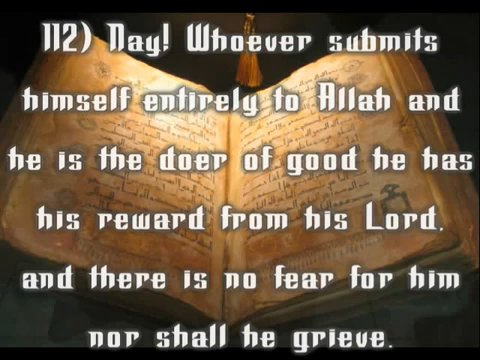 112) Nay! Whoever submits
himself entirely to Allah and
he is the doer of good he has
his reward from his Lord,
and there is no fear for him
nor shall he grieve.